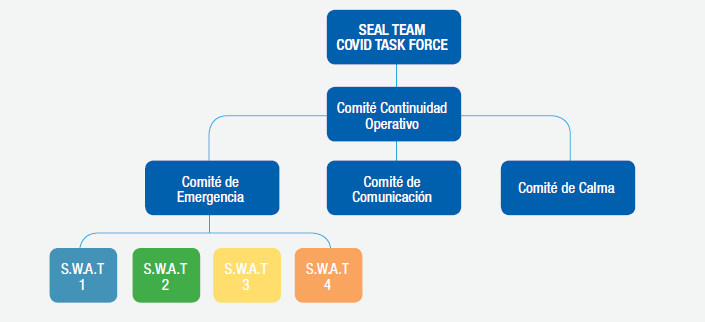 SEAL TEAM
COVID TASK FORCE
Comité Continuidad
Operativo
Comité de
Emergencia
Comité de
Comunicación
Comité de Calma
S.W.A.T
1
S.W.A.T
2
S.W.A.T
3
S.W.A.T
4